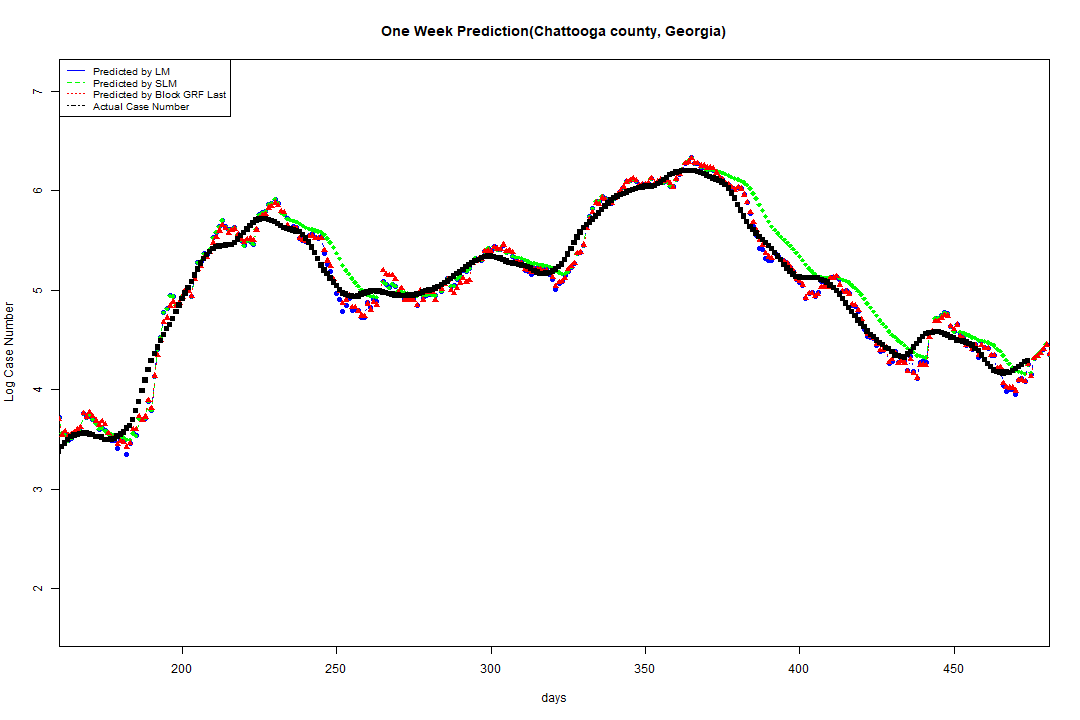 One Week Prediction(Chattooga county, Georgia)
Predicted by LM
Predicted by SLM
Predicted by Block GRF Last
Actual Case Number
7
6
5
4
3
2
Log Case Number
200 250 300 350 400 450
days